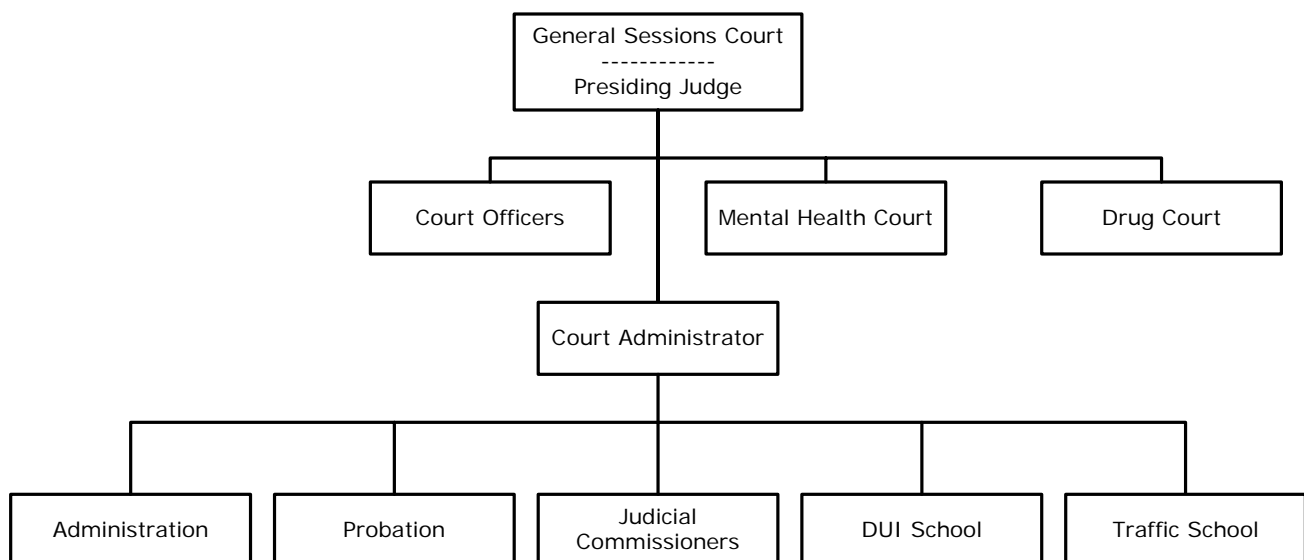 General Sessions Court
------------
Presiding Judge
Court Officers
Mental Health Court
Drug Court
Court Administrator
Administration
Probation
Judicial
Commissioners
DUI School
Traffic School